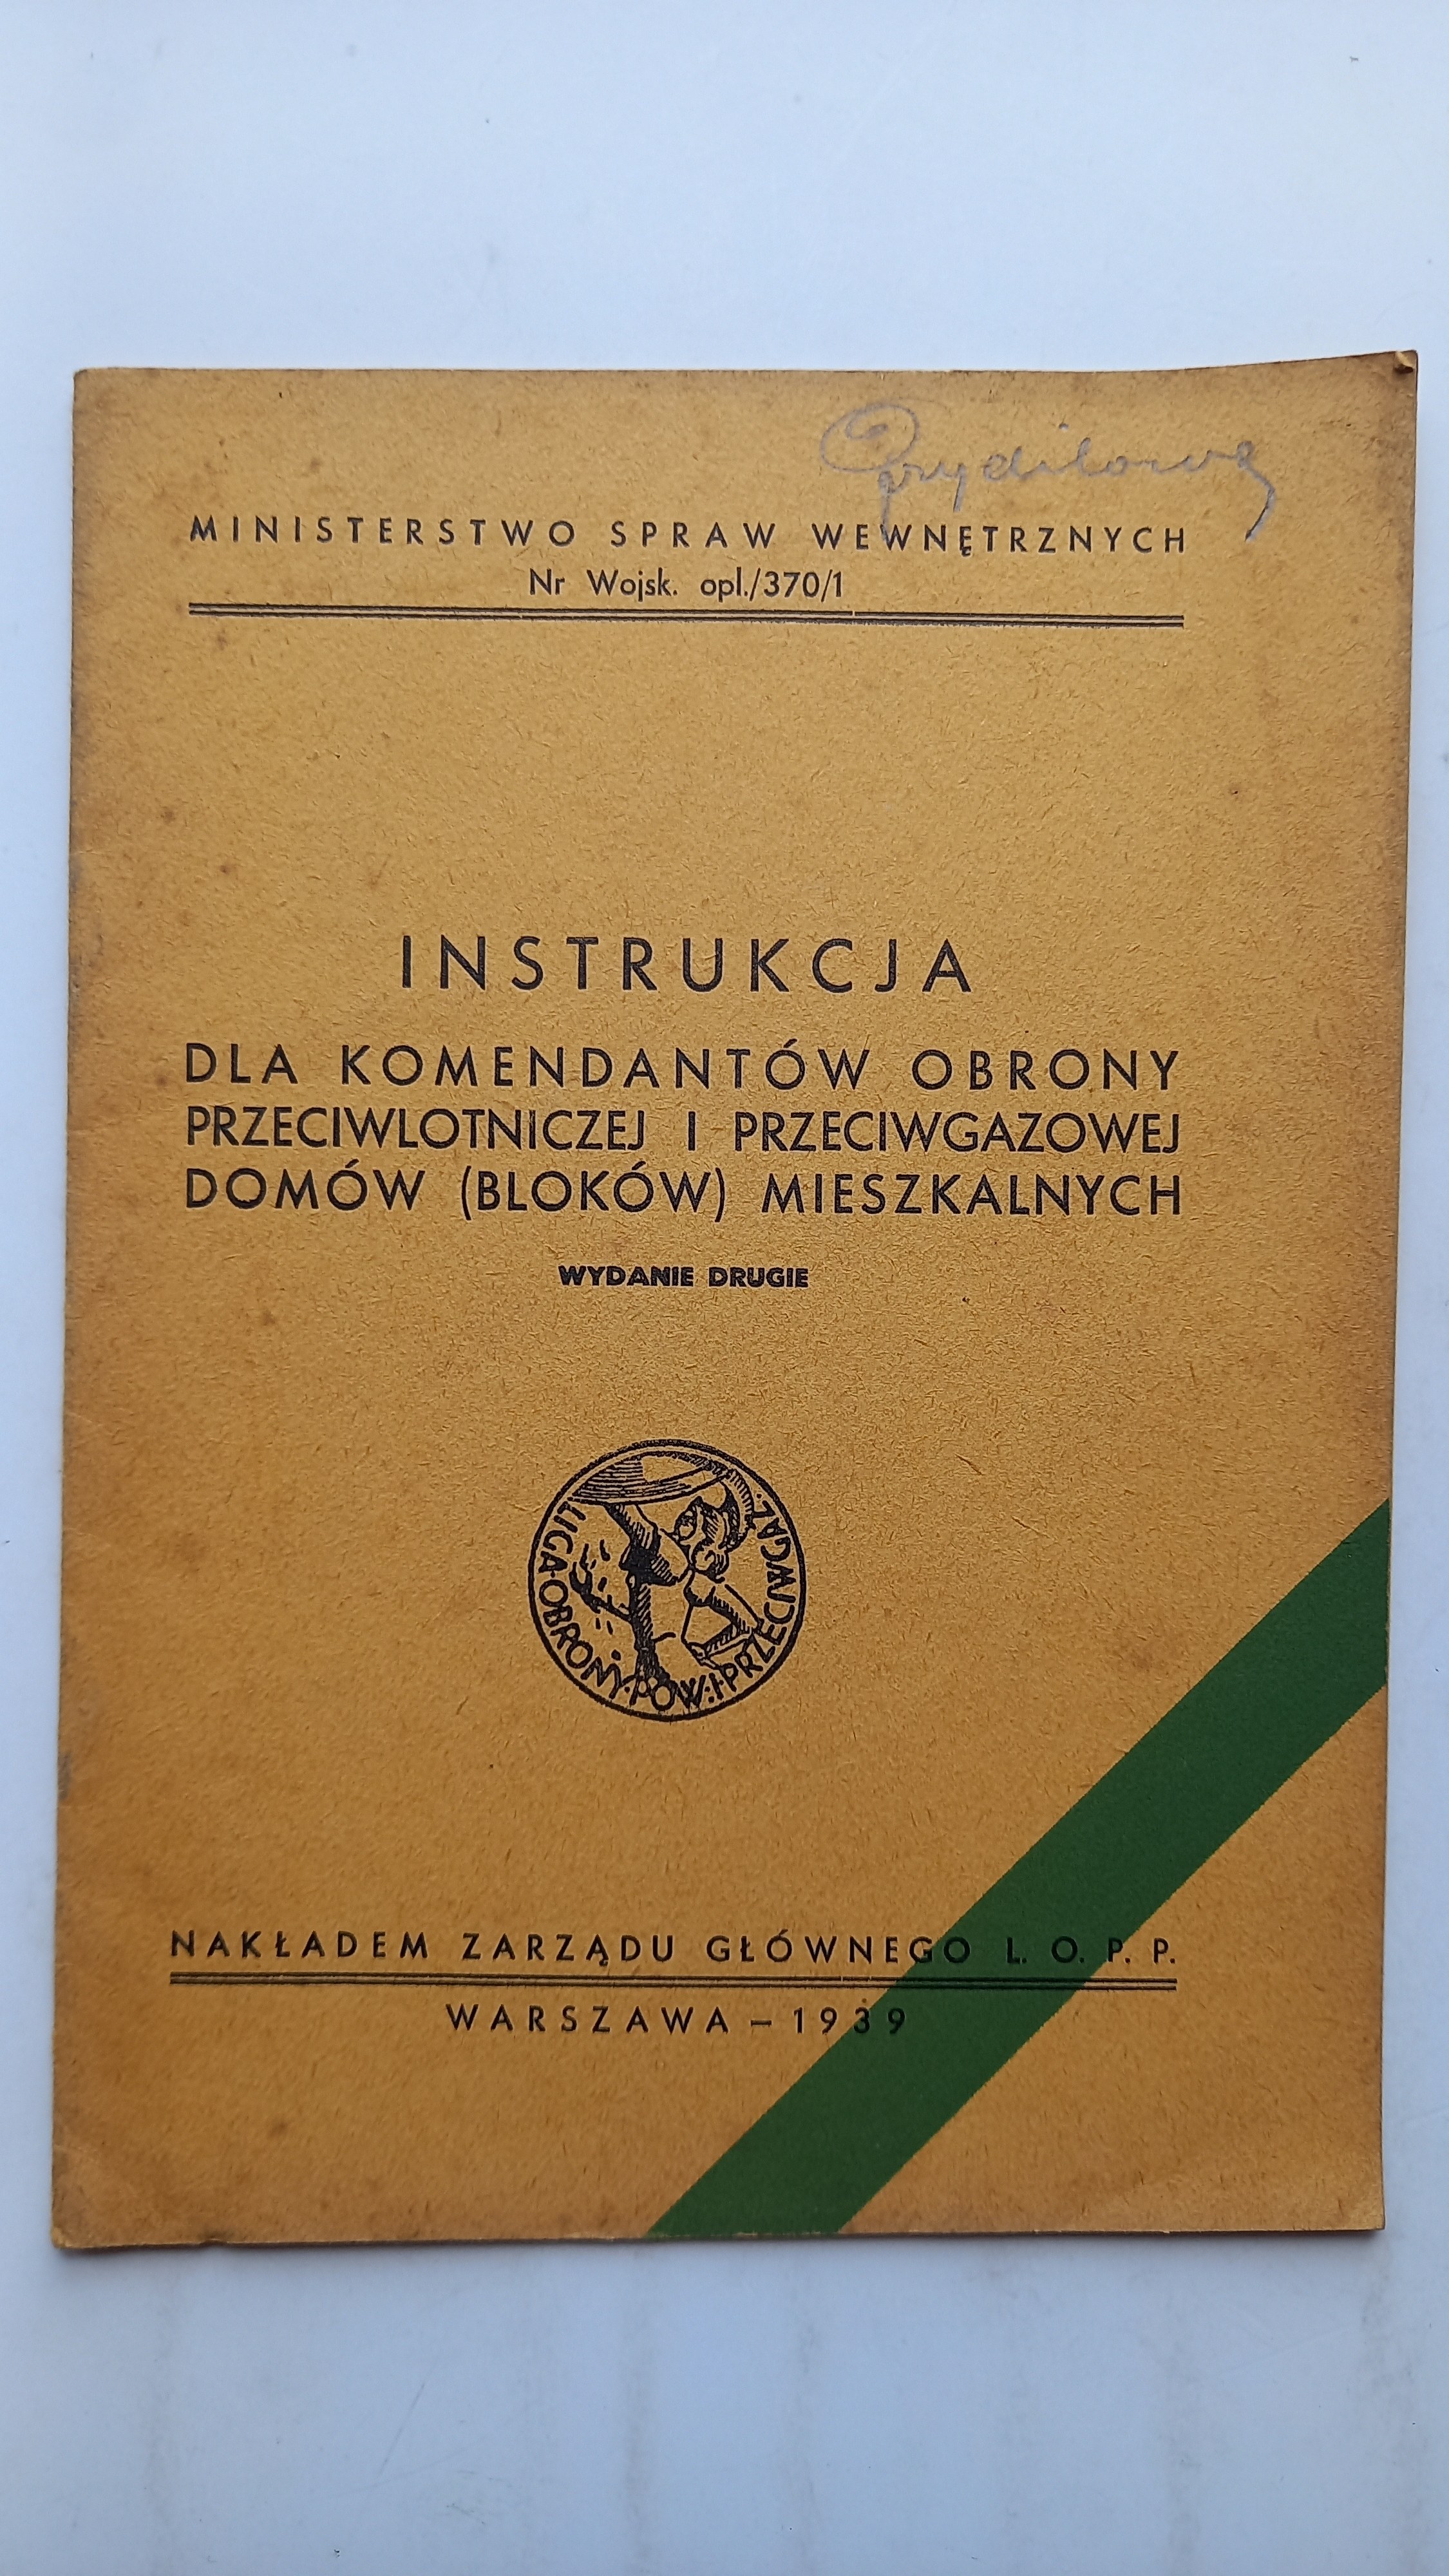 MINISTERSTWO SPRAW WEWNĘTRZNYCH
Nr Wojsk. opl./370/1
INSTRUKCJA
DLA KOMENDANTÓW OBRONY
PRZECIWLOTNICZEJ I PRZECIWGAZOWEJ
DOMÓW (BLOKÓW) MIESZKALNYCH
WYDANIE DRUGIE
LIGA·OBRONY·POW·I·PRZECIWGAZ·
NAKŁADEM ZARZĄDU GŁÓWNEGO L. O. P. P.
WARSZAWA – 1939